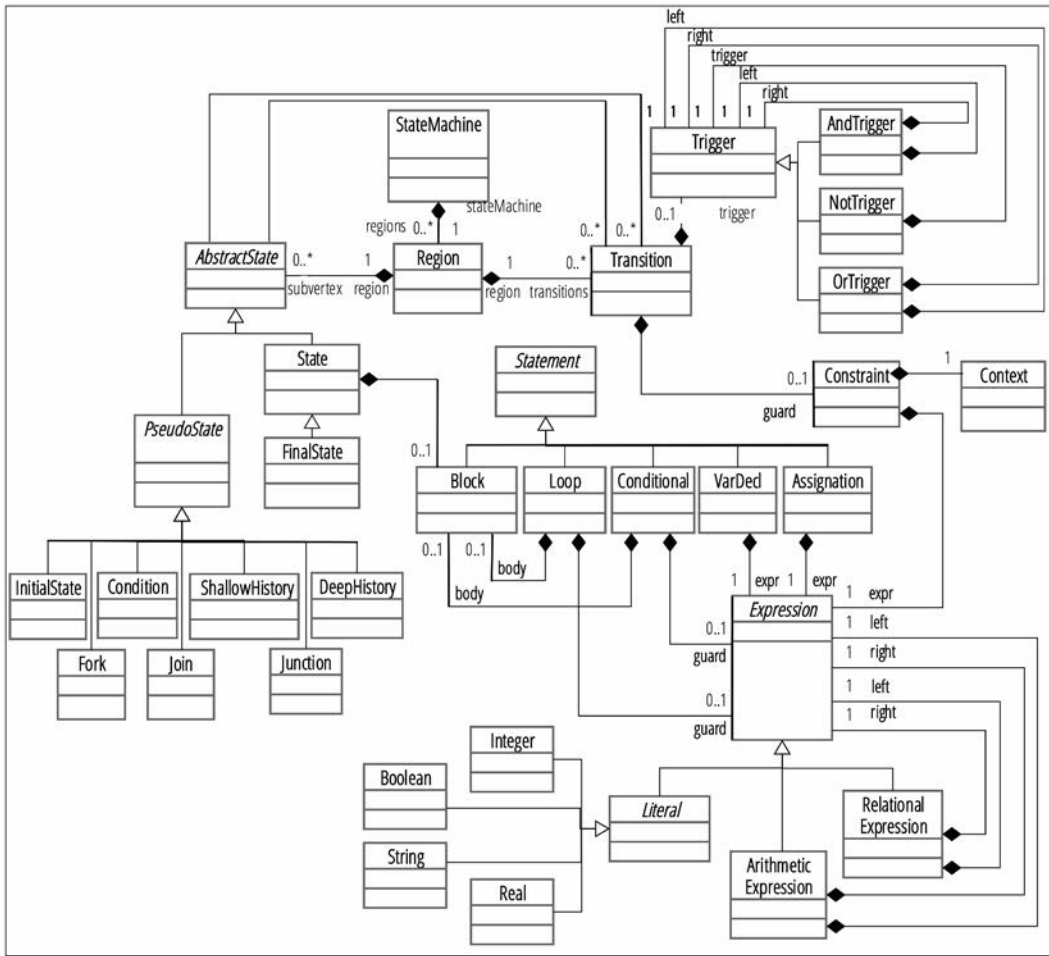 left
right
trigger
left
right
1 1 1 1 1
StateMachine
Trigger
AndTrigger
NotTrigger
OrTrigger
stateMachine
regions 0..* 1
0..1 trigger
0..* 0..*
AbstractState
0..* 1
subvertex region
Region
1 0..*
region transitions
Transition
State
Statement
0..1
guard
Constraint
1
Context
PseudoState
FinalState
0..1
Block
Loop
Conditional
VarDecl
Assignation
0..1 0..1
body
body
InitialState
Condition
ShallowHistory
DeepHistory
Fork
Join
Junction
1 expr 1 expr
Expression
1 expr
1 left
1 right
1 left
1 right
0..1
guard
0..1
guard
Integer
Boolean
String
Real
Literal
Relational
Expression
Arithmetic
Expression